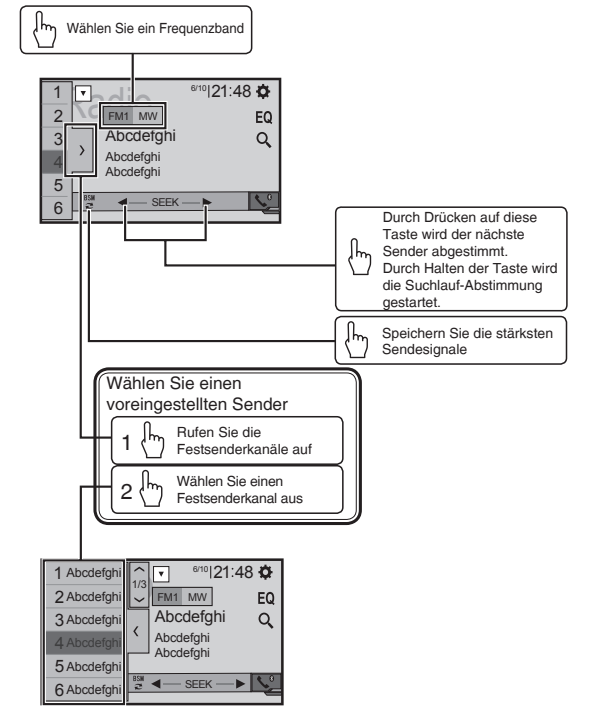 Wählen Sie ein Frequenzband
1
2
3
4
5
6
Radio
6/10 21:48
FM1 MW
EQ
Abcdefghi
Abcdefghi
Abcdefghi
BSM
SEEK
Durch Drücken auf diese
Taste wird der nächste
Sender abgestimmt.
Durch Halten der Taste wird
die Suchlauf-Abstimmung
gestartet.
Speichern Sie die stärksten
Sendesignale
Wählen Sie einen
voreingestellten Sender
1 Rufen Sie die
Festsenderkanäle auf
2 Wählen Sie einen
Festsenderkanal aus
1 Abcdefghi
2 Abcdefghi
3 Abcdefghi
4 Abcdefghi
5 Abcdefghi
6 Abcdefghi
1/3
6/10 21:48
FM1 MW
EQ
Abcdefghi
Abcdefghi
Abcdefghi
BSM
SEEK